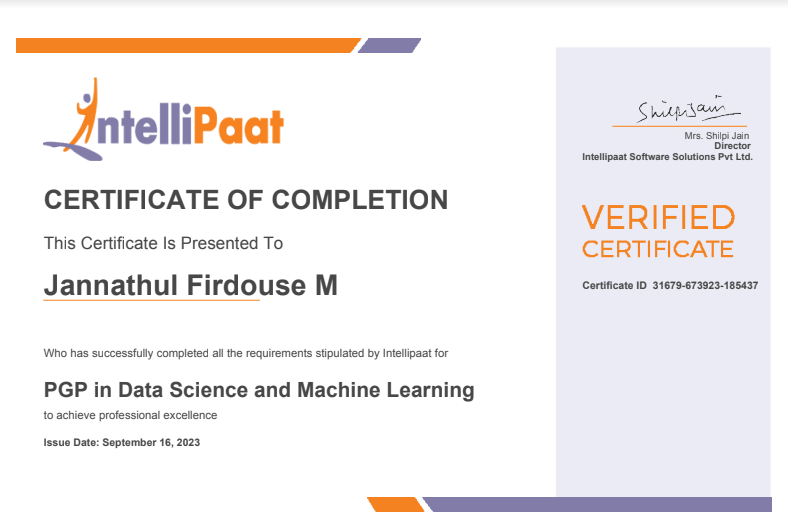 IntelliPaat
CERTIFICATE OF COMPLETION
This Certificate Is Presented To
Jannathul Firdouse M
Who has successfully completed all the requirements stipulated by Intellipaat for
PGP in Data Science and Machine Learning
to achieve professional excellence
Issue Date: September 16, 2023
Shilpi Jain
Mrs. Shilpi Jain
Director
Intellipaat Software Solutions Pvt Ltd.
VERIFIED
CERTIFICATE
Certificate ID 31679-673923-185437